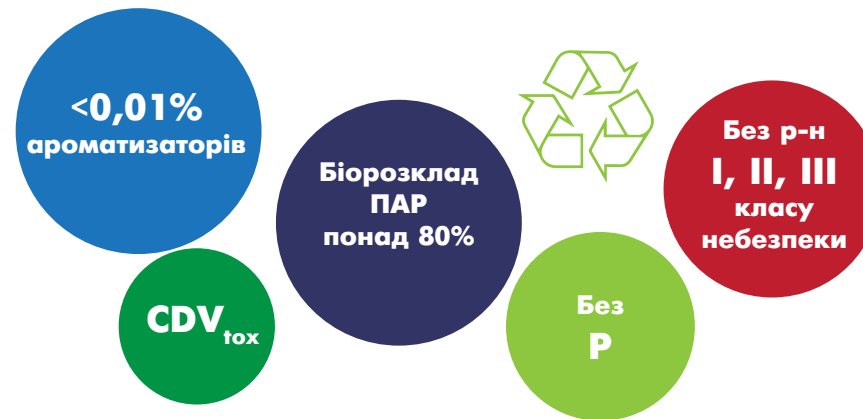 <0,01%
ароматизаторів
Біорозклад
ПАР
понад 80%
Без р-н
I, II, III
класу
небезпеки
CDVtox
Без
Р